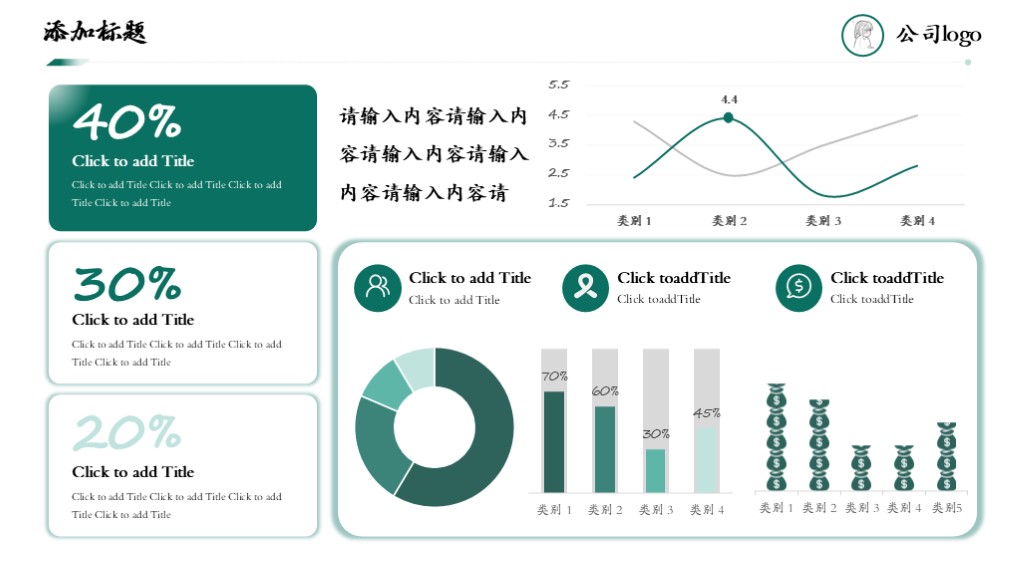 添加标题
公司logo
40%
Click to add Title
Click to add Title Click to add Title Click to add
Title Click to add Title
30%
Click to add Title
Click to add Title Click to add Title Click to add
Title Click to add Title
20%
Click to add Title
Click to add Title Click to add Title Click to add
Title Click to add Title
请输入内容请输入内
容请输入内容请输入
内容请输入内容请
5.5
4.5
3.5
2.5
1.5
4.4
类别 1 类别 2 类别 3 类别 4
Click to add Title
Click to add Title
Click toaddTitle
Click toaddTitle
Click toaddTitle
Click toaddTitle
70%
60%
30%
45%
类别 1 类别 2 类别 3 类别 4
类别 1 类别 2 类别 3 类别 4 类别5